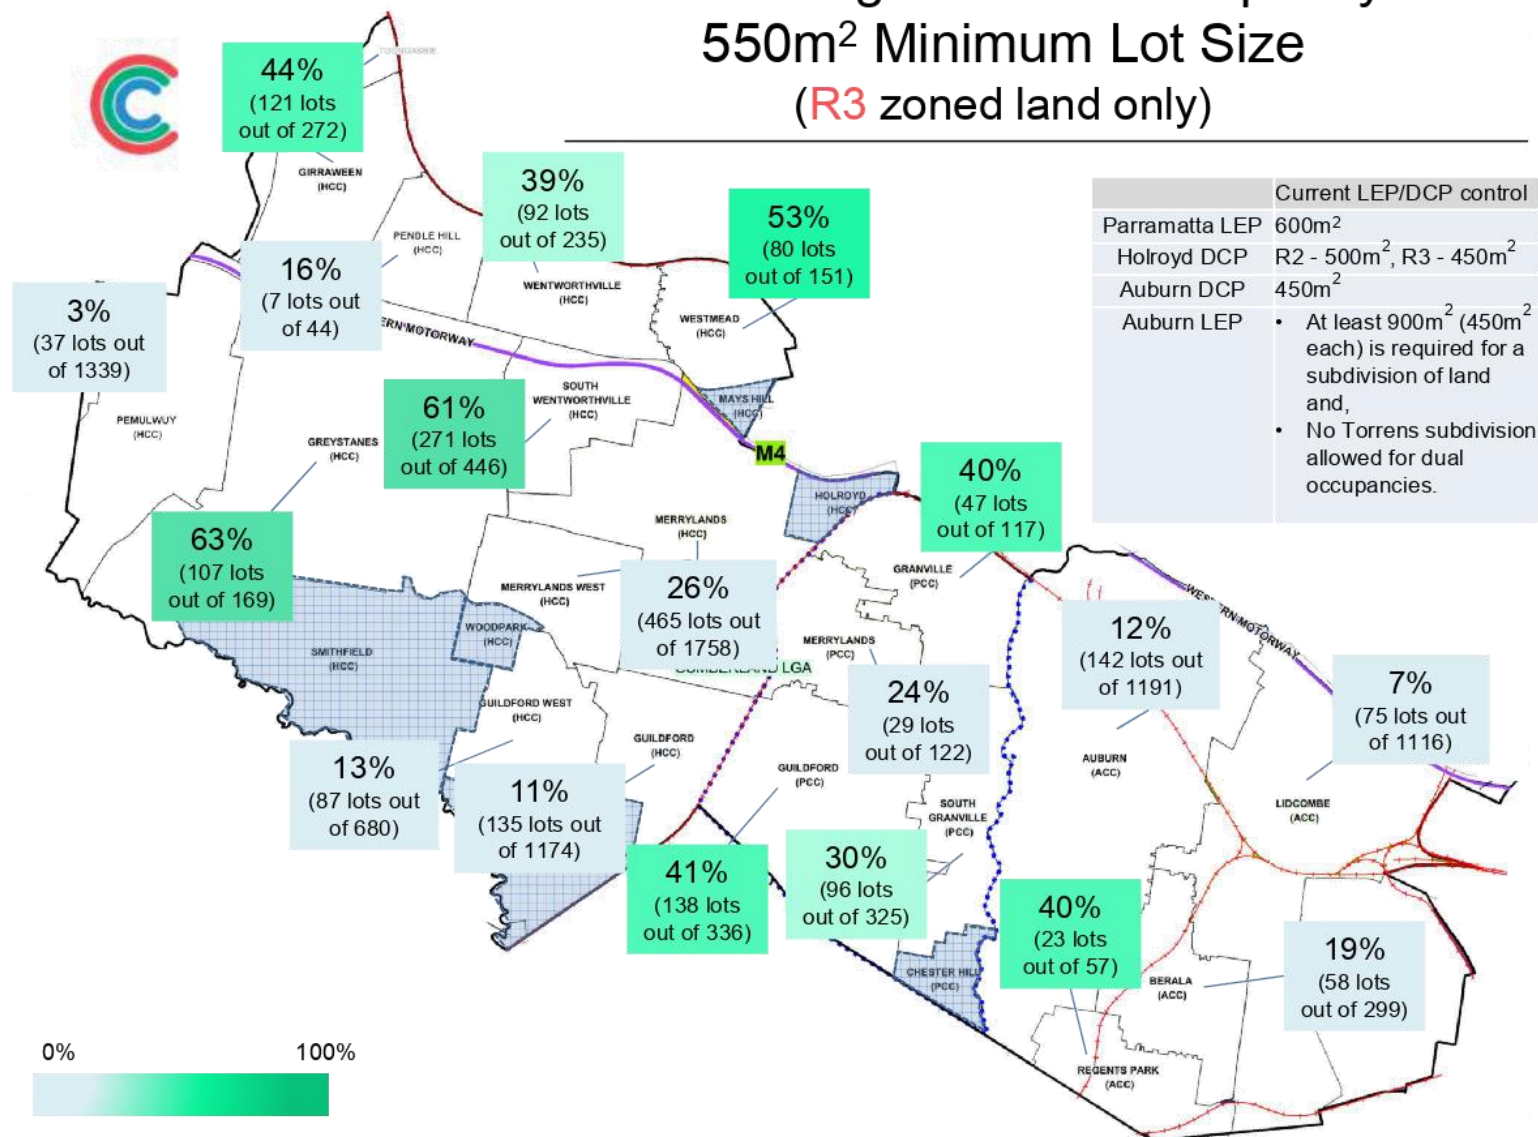 550m² Minimum Lot Size
(R3 zoned land only)
TOONGABBIE
44%
(121 lots
out of 272)
GIRRAWEEN
(HCC)
39%
(92 lots
out of 235)
53%
(80 lots
out of 151)
PENDLE HILL
(HCC)
16%
(7 lots out
of 44)
WENTWORTHVILLE
(HCC)
WESTMEAD
(HCC)
3%
(37 lots out
of 1339)
ERN MOTORWAY
Current LEP/DCP control
Parramatta LEP 600m²
Holroyd DCP R2 - 500m², R3 - 450m²
Auburn DCP 450m²
Auburn LEP • At least 900m² (450m²
each) is required for a
subdivision of land
and,
• No Torrens subdivision
allowed for dual
occupancies.
PEMULWUY
(HCC)
GREYSTANES
(HCC)
61%
(271 lots
out of 446)
SOUTH
WENTWORTHVILLE
(HCC)
MAYS HILL
(HCC)
M4
HOLROYD
(HCC)
40%
(47 lots
out of 117)
63%
(107 lots
out of 169)
MERRYLANDS
(HCC)
MERRYLANDS WEST
(HCC)
26%
(465 lots out
of 1758)
GRANVILLE
(PCC)
WESTERN MOTORWAY
12%
(142 lots out
of 1191)
SMITHFIELD
(HCC)
WOODPARK
(HCC)
MERRYLANDS
(PCC)
CUMBERLAND LGA
24%
(29 lots
out of 122)
7%
(75 lots out
of 1116)
GUILDFORD WEST
(HCC)
GUILDFORD
(HCC)
GUILDFORD
(PCC)
AUBURN
(ACC)
LIDCOMBE
(ACC)
13%
(87 lots out
of 680)
11%
(135 lots out
of 1174)
SOUTH
GRANVILLE
(PCC)
41%
(138 lots
out of 336)
30%
(96 lots
out of 325)
40%
(23 lots
out of 57)
19%
(58 lots
out of 299)
CHESTER HILL
(PCC)
BERALA
(ACC)
REGENTS PARK
(ACC)
0% 100%